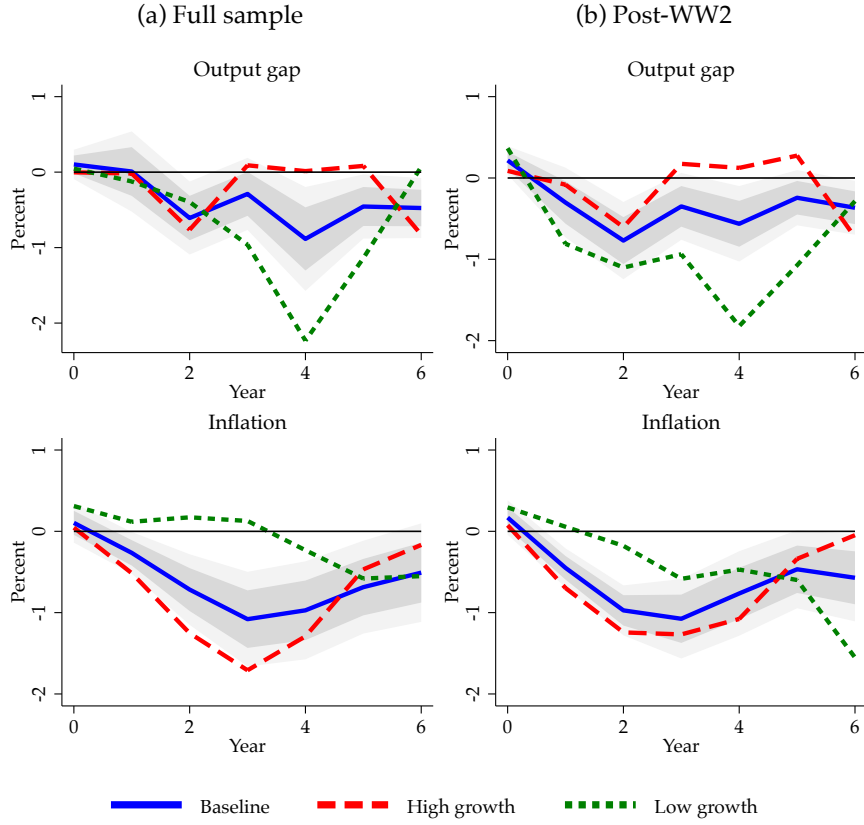 (a) Full sample
(b) Post-WW2
Output gap
1
0
-1
-2
Percent
0 2 4 6
Year
Output gap
1
0
-1
-2
Percent
0 2 4 6
Year
Inflation
1
0
-1
-2
Percent
0 2 4 6
Year
Inflation
1
0
-1
-2
Percent
0 2 4 6
Year
Baseline High growth Low growth